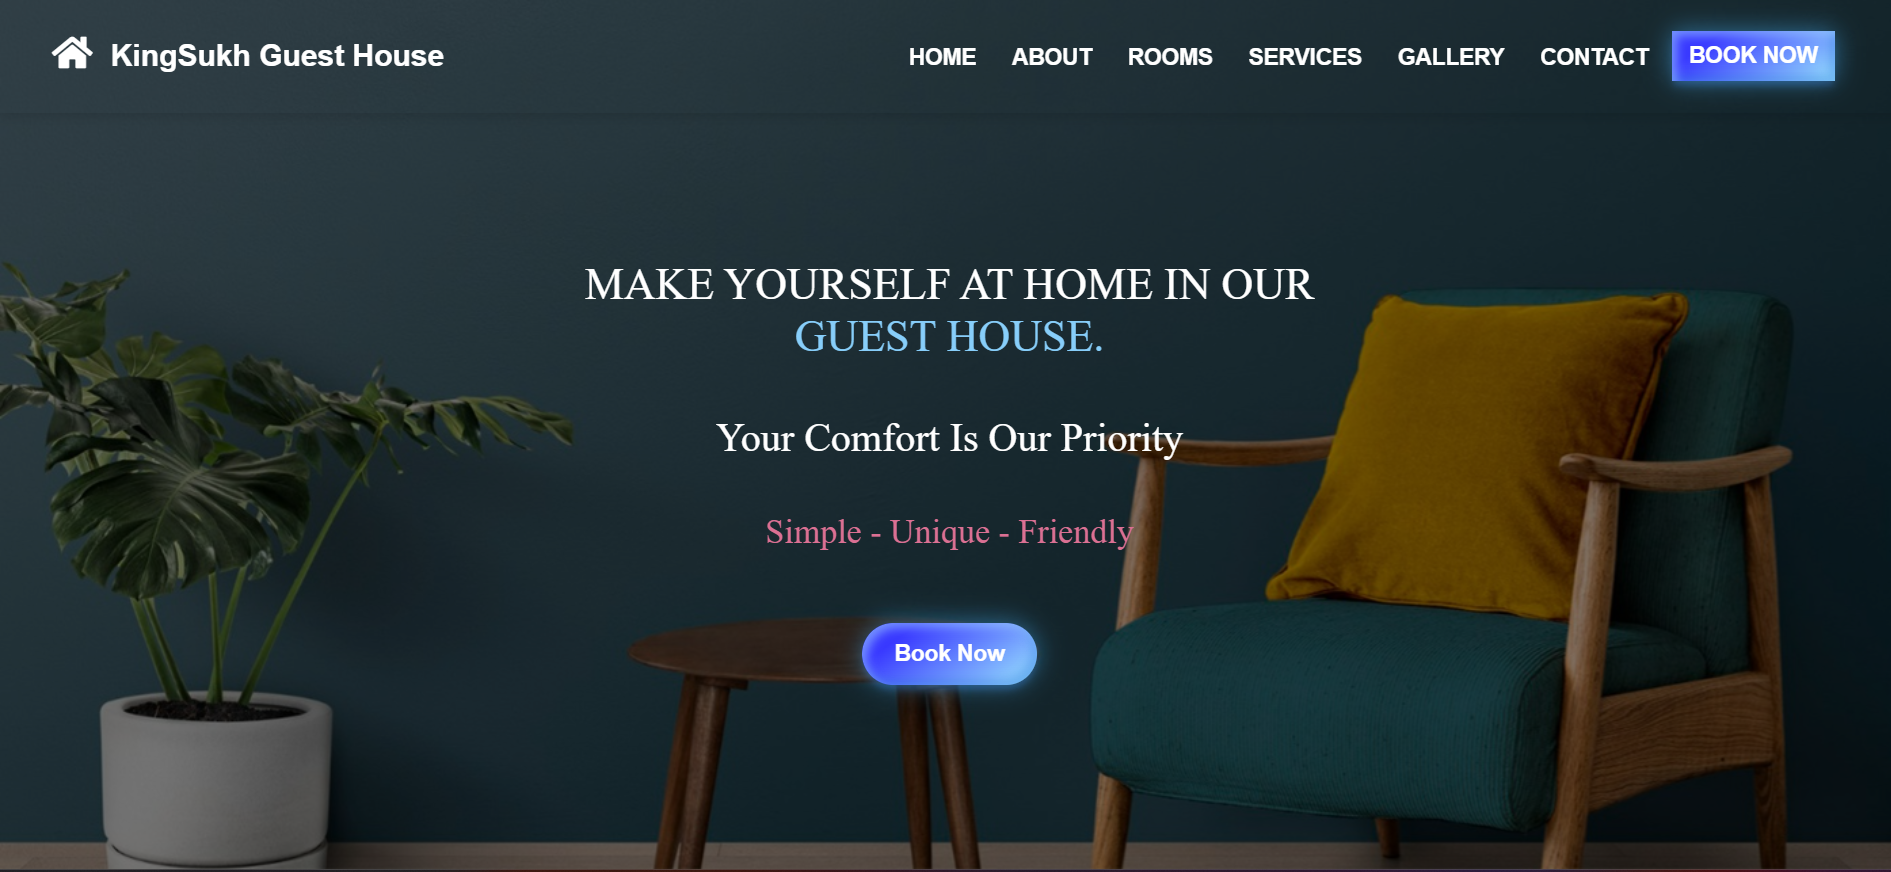 KingSukh Guest House
HOME ABOUT ROOMS SERVICES GALLERY CONTACT BOOK NOW
MAKE YOURSELF AT HOME IN OUR
GUEST HOUSE.
Your Comfort Is Our Priority
Simple - Unique - Friendly
Book Now